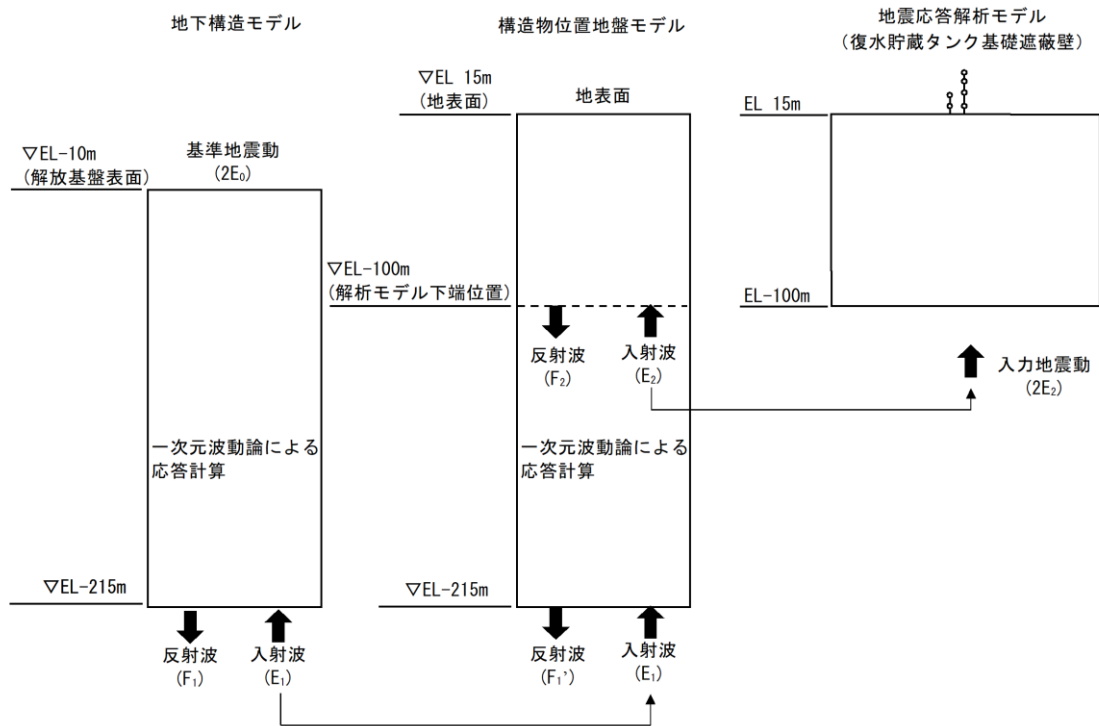 地下構造モデル
▽EL-10m
(解放基盤表面)
基準地震動
(2E₀)
一次元波動論による
応答計算
▽EL-215m
反射波
(F₁)
入射波
(E₁)
構造物位置地盤モデル
▽EL 15m
(地表面)
地表面
▽EL-100m
(解析モデル下端位置)
反射波
(F₂)
入射波
(E₂)
一次元波動論による
応答計算
▽EL-215m
反射波
(F₁')
入射波
(E₁)
地震応答解析モデル
(復水貯蔵タンク基礎遮蔽壁)
EL 15m
EL-100m
入力地震動
(2E₂)